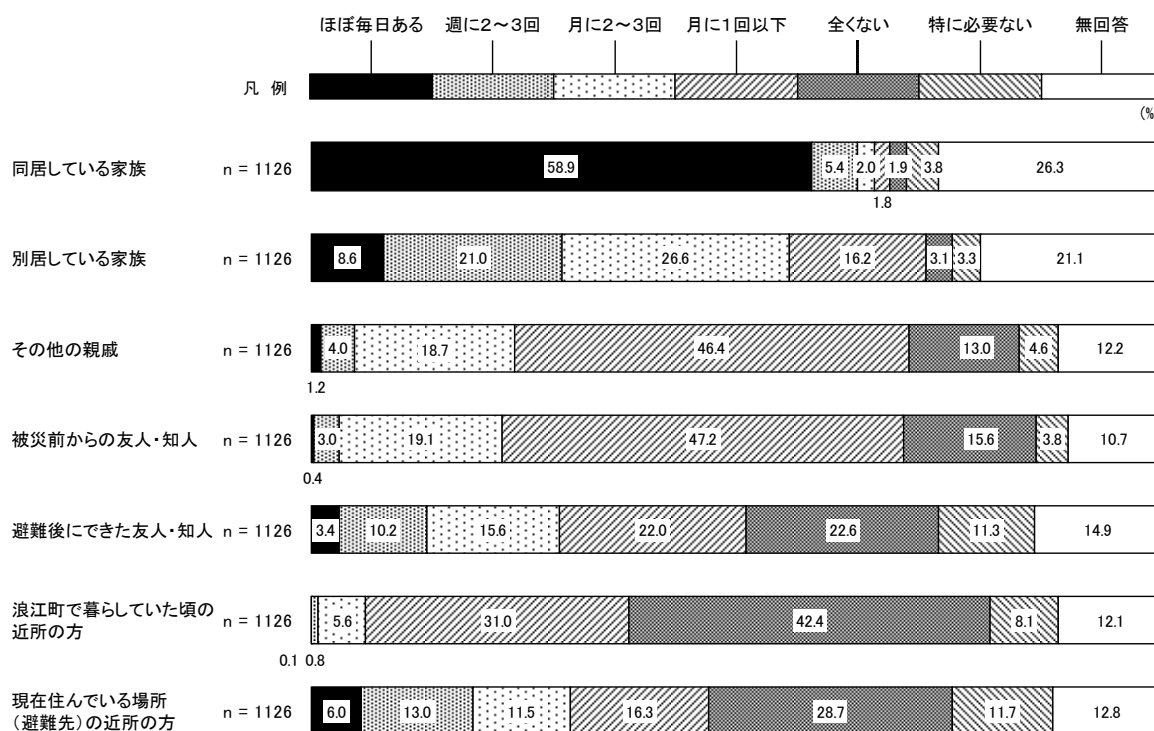 ほぼ毎日ある 週に2～3回 月に2～3回 月に1回以下 全くない 特に必要ない 無回答
凡 例
(%
同居している家族 n = 1126 58.9 5.4 2.0 1.9 3.8 26.3
1.8
別居している家族 n = 1126 8.6 21.0 26.6 16.2 3.1 3.3 21.1
その他の親戚 n = 1126 4.0 18.7 46.4 13.0 4.6 12.2
1.2
被災前からの友人・知人 n = 1126 3.0 19.1 47.2 15.6 3.8 10.7
0.4
避難後にできた友人・知人 n = 1126 3.4 10.2 15.6 22.0 22.6 11.3 14.9
浪江町で暮らしていた頃の
近所の方 n = 1126 5.6 31.0 42.4 8.1 12.1
0.1 0.8
現在住んでいる場所
（避難先）の近所の方 n = 1126 6.0 13.0 11.5 16.3 28.7 11.7 12.8